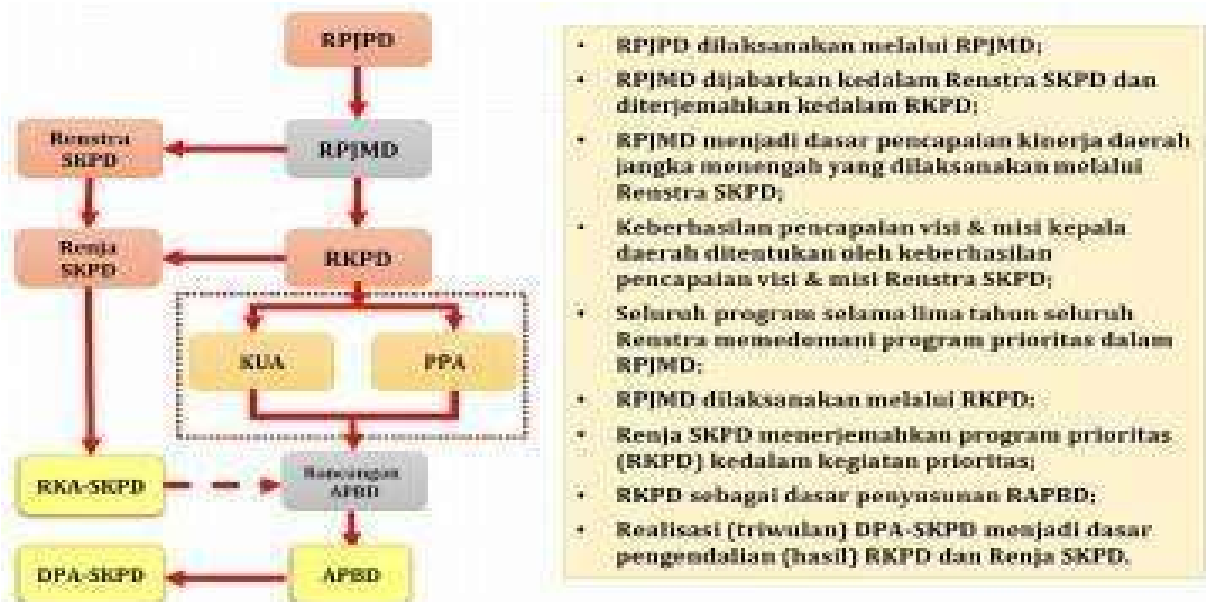 RPJPD
Renstra
SKPD
RPJMD
Renja
SKPD
RKPD
KUA
PPA
RKA-SKPD
Rancangan
APBD
DPA-SKPD
APBD
• RPJPD dilaksanakan melalui RPJMD;
• RPJMD dijabarkan kedalam Renstra SKPD dan
diterjemahkan kedalam RKPD;
• RPJMD menjadi dasar pencapaian kinerja daerah
jangka menengah yang dilaksanakan melalui
Renstra SKPD;
• Keberhasilan pencapaian visi & misi kepala
daerah ditentukan oleh keberhasilan
pencapaian visi & misi Renstra SKPD;
• Seluruh program selama lima tahun seluruh
Renstra memedomani program prioritas dalam
RPJMD;
• RPJMD dilaksanakan melalui RKPD;
• Renja SKPD menerjemahkan program prioritas
(RKPD) kedalam kegiatan prioritas;
• RKPD sebagai dasar penyusunan RAPBD;
• Realisasi (triwulan) DPA-SKPD menjadi dasar
pengendalian (hasil) RKPD dan Renja SKPD.